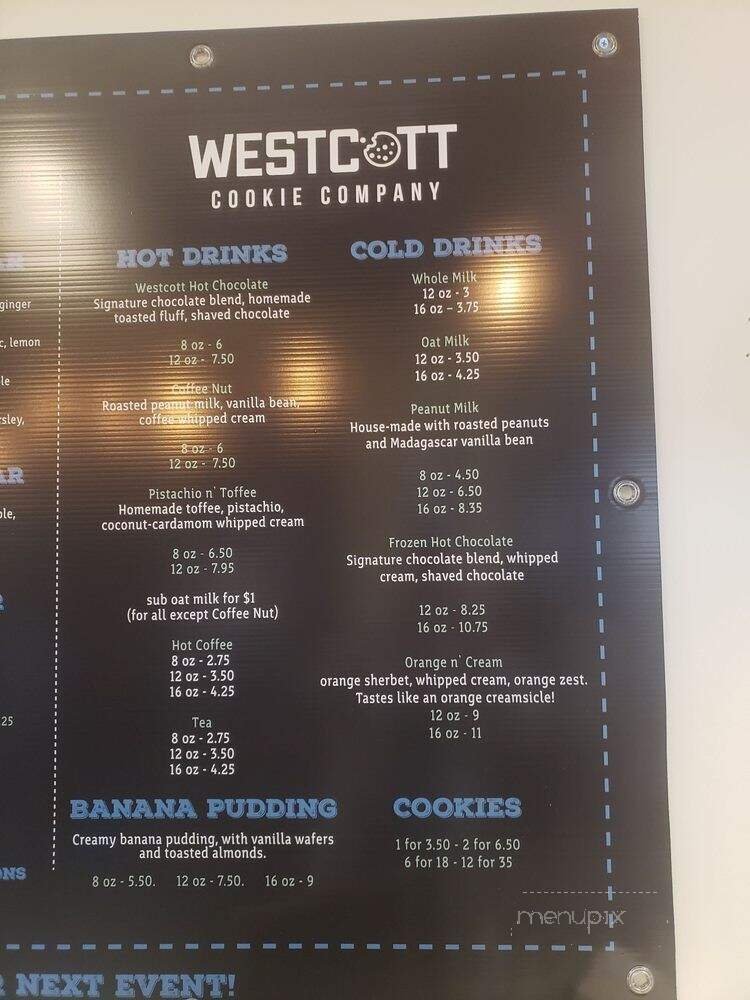 WESTCOTT
COOKIE COMPANY
ginger
lemon
ple
rsley,
AR
ple,
25
ONS
HOT DRINKS
Westcott Hot Chocolate
Signature chocolate blend, homemade
toasted fluff, shaved chocolate
8 oz - 6
12 oz - 7.50
Coffee Nut
Roasted peanut milk, vanilla bean,
coffee whipped cream
8 oz - 6
12 oz - 7.50
Pistachio n' Toffee
Homemade toffee, pistachio,
coconut-cardamom whipped cream
8 oz - 6.50
12 oz - 7.95
sub oat milk for $1
(for all except Coffee Nut)
Hot Coffee
8 oz - 2.75
12 oz - 3.50
16 oz - 4.25
Tea
8 oz - 2.75
12 oz - 3.50
16 oz - 4.25
COLD DRINKS
Whole Milk
12 oz - 3
16 oz – 3.75
Oat Milk
12 oz - 3.50
16 oz - 4.25
Peanut Milk
House-made with roasted peanuts
and Madagascar vanilla bean
8 oz - 4.50
12 oz - 6.50
16 oz - 8.35
Frozen Hot Chocolate
Signature chocolate blend, whipped
cream, shaved chocolate
12 oz - 8.25
16 oz - 10.75
Orange n' Cream
orange sherbet, whipped cream, orange zest.
Tastes like an orange creamsicle!
12 oz - 9
16 oz - 11
BANANA PUDDING
Creamy banana pudding, with vanilla wafers
and toasted almonds.
8 oz - 5.50. 12 oz - 7.50. 16 oz - 9
COOKIES
1 for 3.50 - 2 for 6.50
6 for 18 - 12 for 35
menupix
R NEXT EVENT!